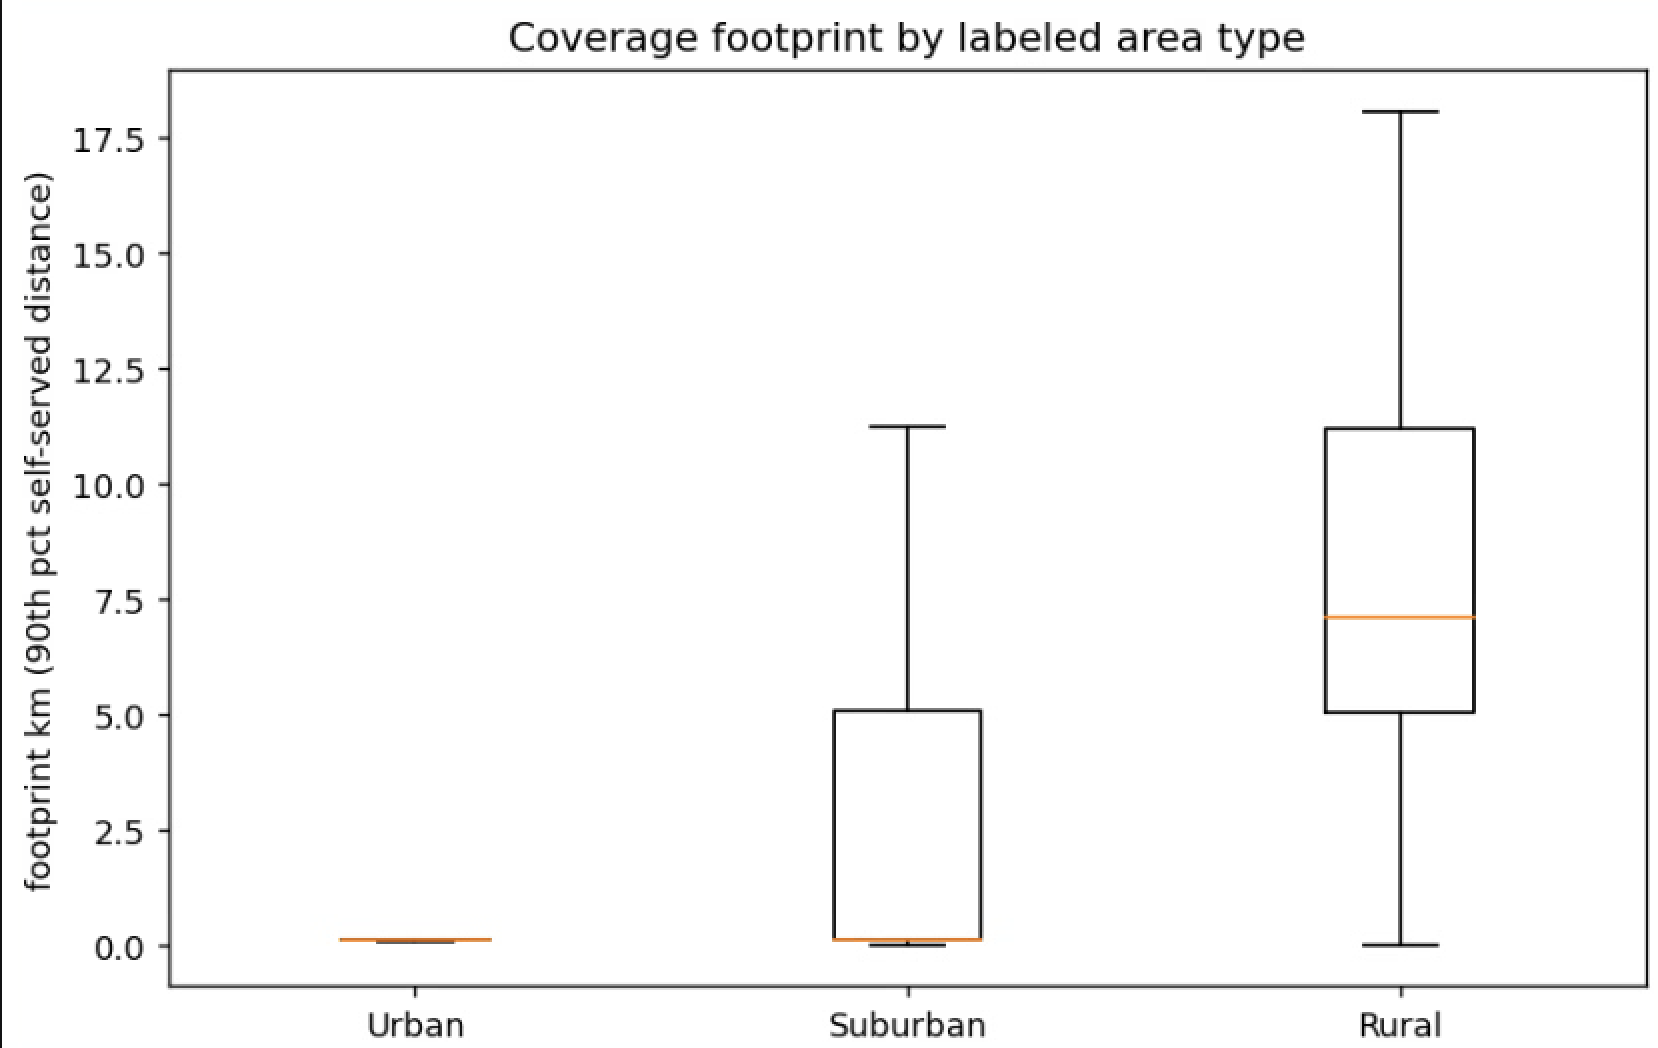 Coverage footprint by labeled area type
footprint km (90th pct self-served distance)
17.5
15.0
12.5
10.0
7.5
5.0
2.5
0.0
Urban
Suburban
Rural